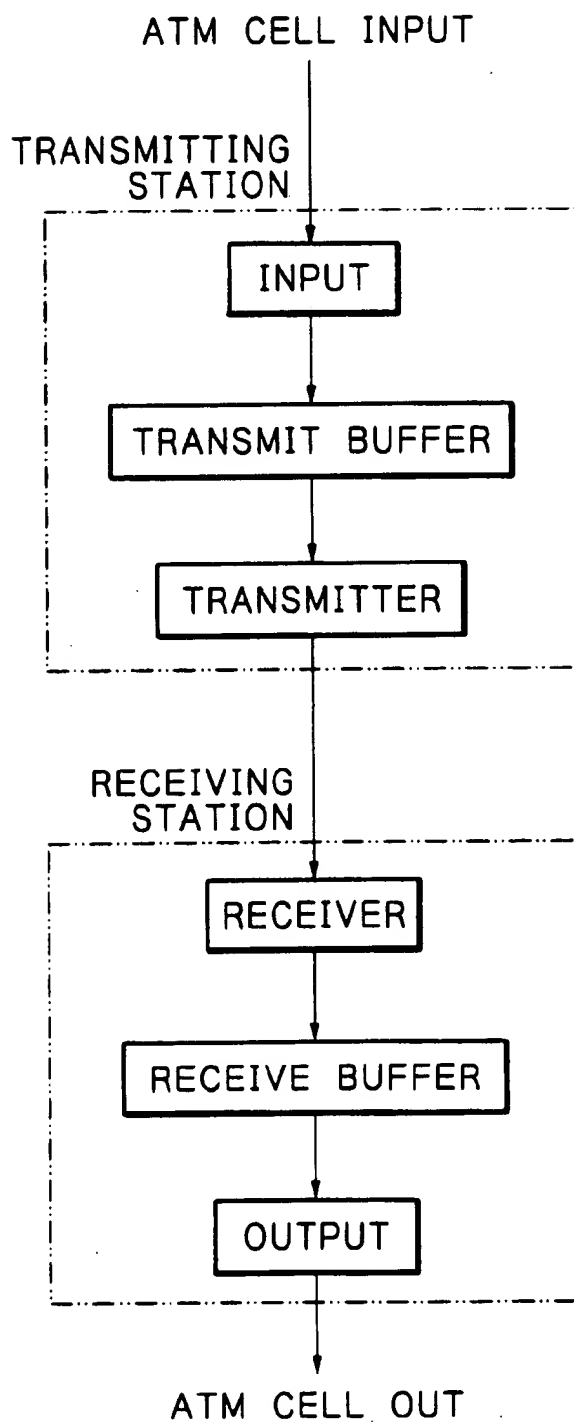 ATM CELL INPUT
TRANSMITTING
STATION
INPUT
TRANSMIT BUFFER
TRANSMITTER
RECEIVING
STATION
RECEIVER
RECEIVE BUFFER
OUTPUT
ATM CELL OUT